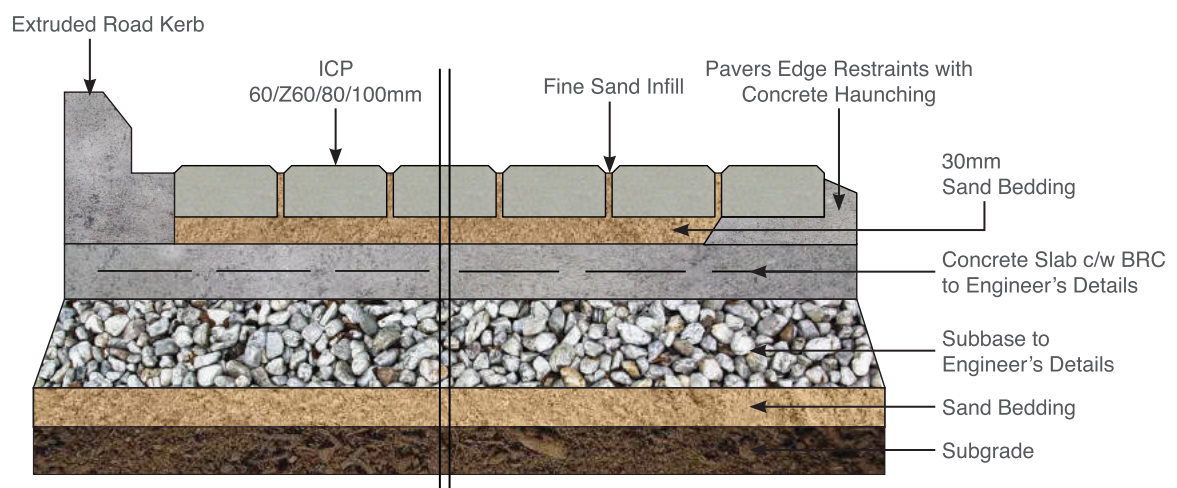 Extruded Road Kerb
ICP
60/Z60/80/100mm
Fine Sand Infill
Pavers Edge Restraints with
Concrete Haunching
30mm
Sand Bedding
Concrete Slab c/w BRC
to Engineer’s Details
Subbase to
Engineer’s Details
Sand Bedding
Subgrade